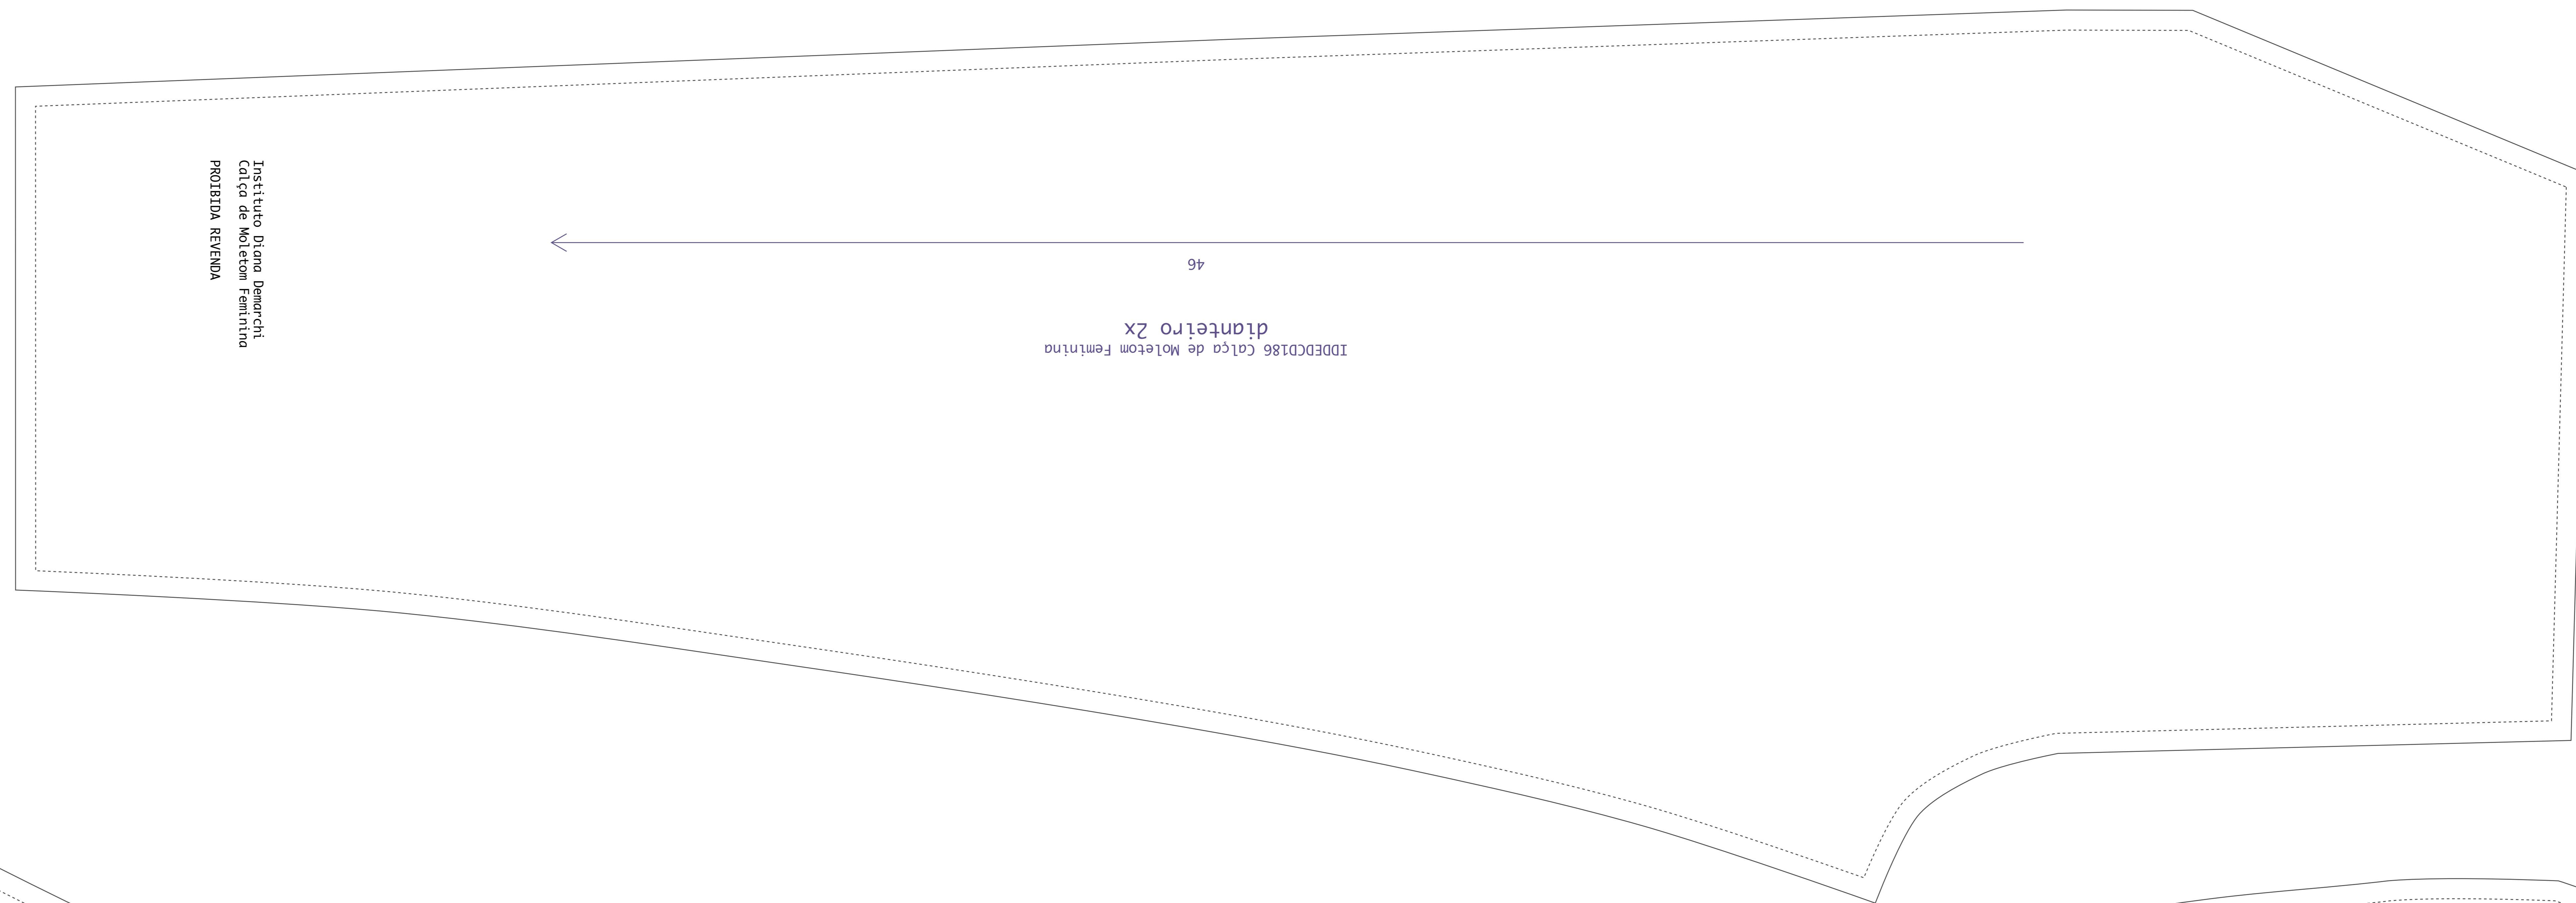 Instituto Diana Demarchi
Calça de Moletom Feminina
PROIBIDA REVENDA
46
dianteiro 2x
IDDEDCD186 Calça de Moletom Feminina